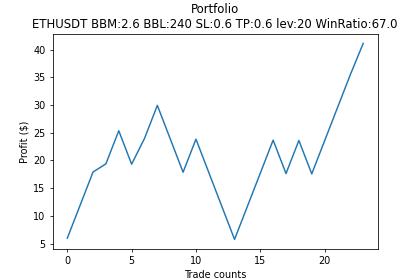 Portfolio
ETHUSDT BBM:2.6 BBL:240 SL:0.6 TP:0.6 lev:20 WinRatio:67.0
40
35
30
25
20
15
10
5
Profit ($)
0 5 10 15 20
Trade counts